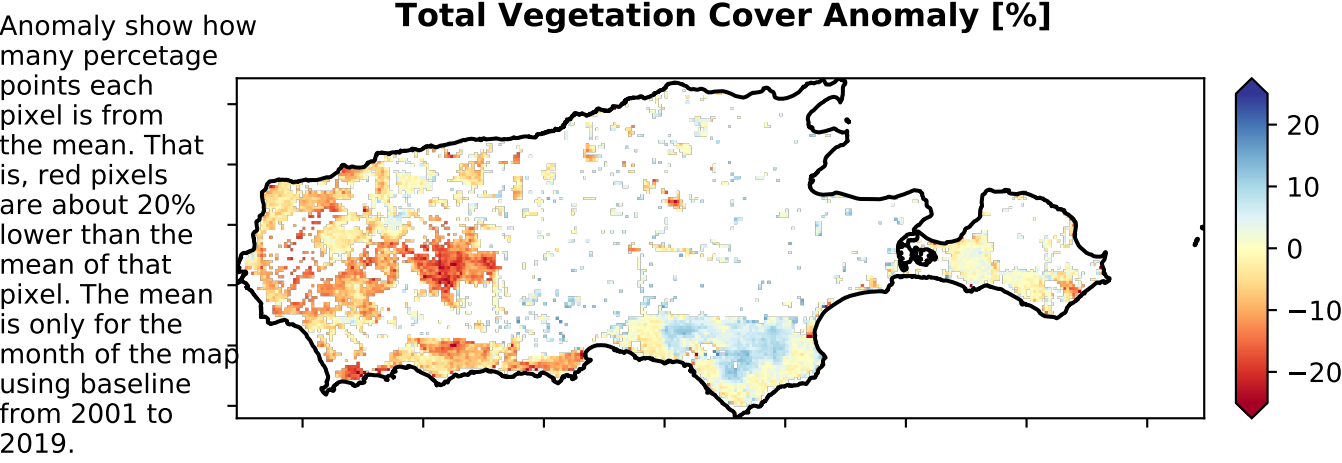 Total Vegetation Cover Anomaly [%]
Anomaly show how
many percetage
points each
pixel is from
the mean. That
is, red pixels
are about 20%
lower than the
mean of that
pixel. The mean
is only for the
month of the map
using baseline
from 2001 to
2019.
20
10
0
−10
−20